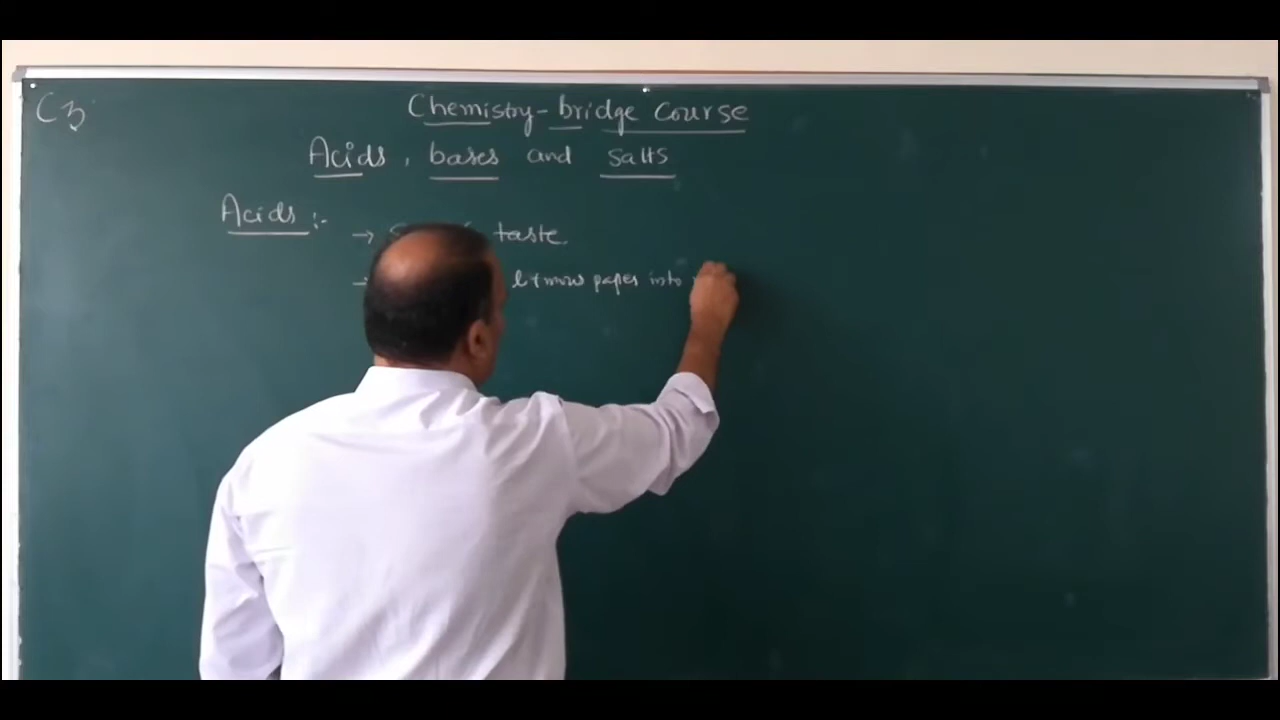 C3
Chemistry-bridge course
Acids, bases and salts
Acids :-
→ taste.
→ litmus paper into